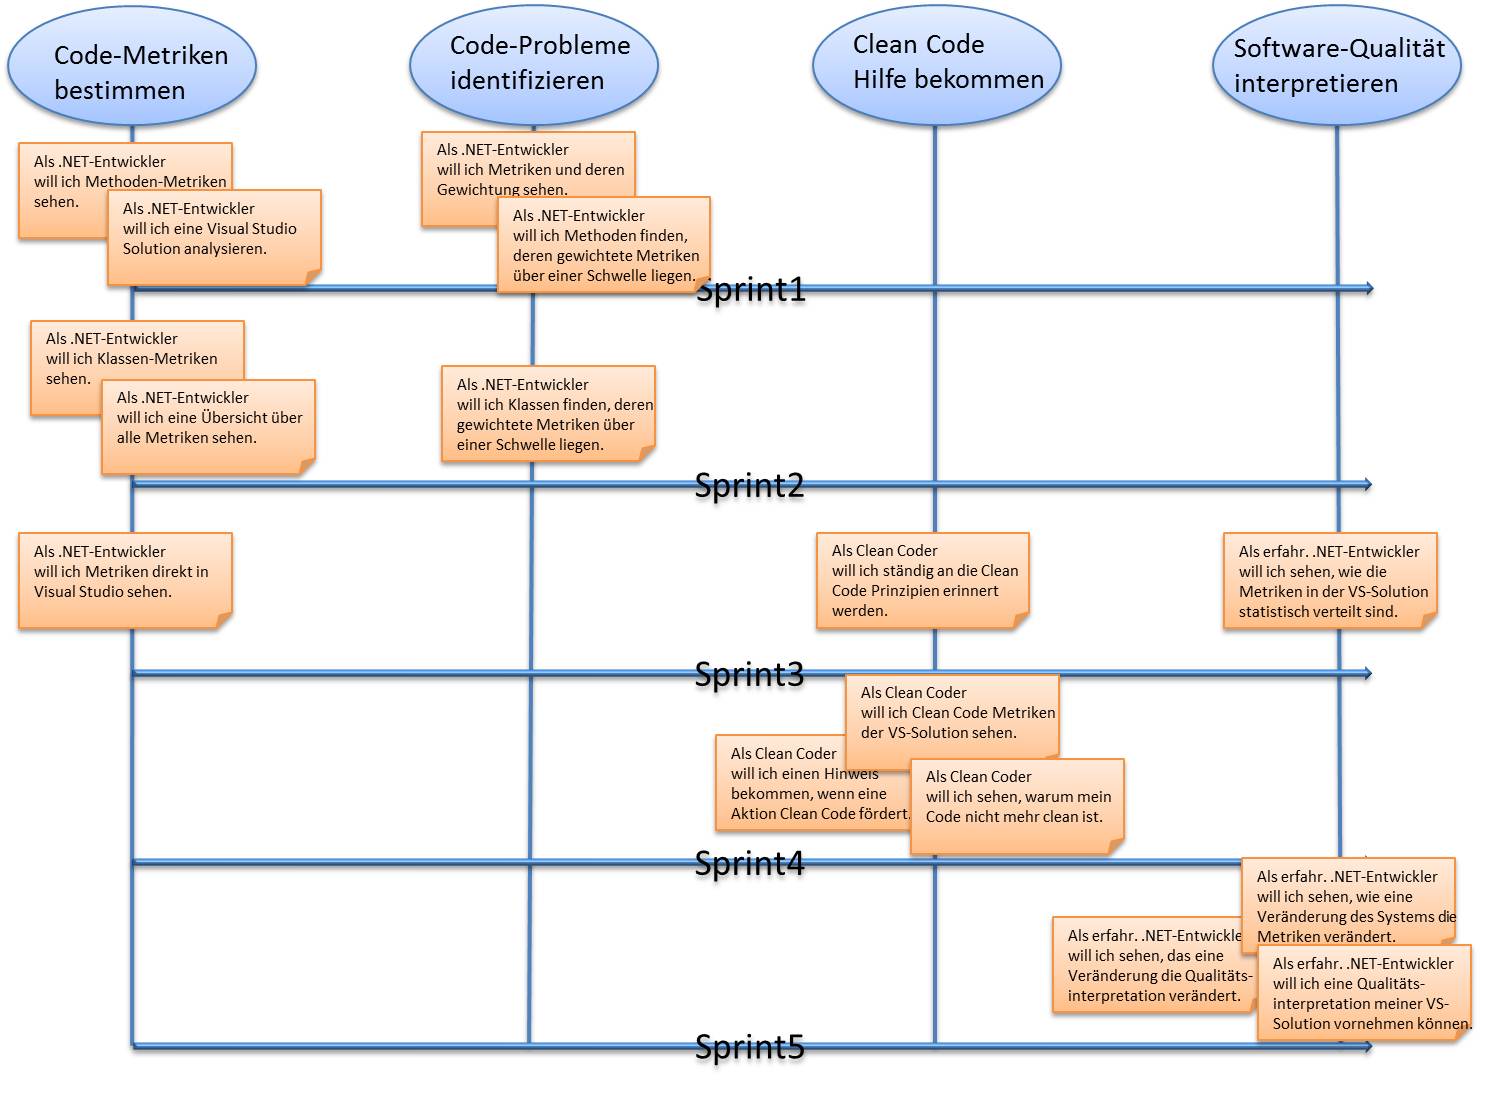 Code-Metriken
bestimmen
Code-Probleme
identifizieren
Clean Code
Hilfe bekommen
Software-Qualität
interpretieren
Als .NET-Entwickler
will ich Methoden-Metriken
sehen.
Als .NET-Entwickler
will ich eine Visual Studio
Solution analysieren.
Als .NET-Entwickler
will ich Metriken und deren
Gewichtung sehen.
Als .NET-Entwickler
will ich Methoden finden,
deren gewichtete Metriken
über einer Schwelle liegen.
Sprint1
Als .NET-Entwickler
will ich Klassen-Metriken
sehen.
Als .NET-Entwickler
will ich eine Übersicht über
alle Metriken sehen.
Als .NET-Entwickler
will ich Klassen finden, deren
gewichtete Metriken über
einer Schwelle liegen.
Sprint2
Als .NET-Entwickler
will ich Metriken direkt in
Visual Studio sehen.
Als Clean Coder
will ich ständig an die Clean
Code Prinzipien erinnert
werden.
Als erfahr. .NET-Entwickler
will ich sehen, wie die
Metriken in der VS-Solution
statistisch verteilt sind.
Sprint3
Als Clean Coder
will ich Clean Code Metriken
der VS-Solution sehen.
Als Clean Coder
will ich einen Hinweis
bekommen, wenn eine
Aktion Clean Code fördert.
Als Clean Coder
will ich sehen, warum mein
Code nicht mehr clean ist.
Sprint4
Als erfahr. .NET-Entwickler
will ich sehen, wie eine
Veränderung des Systems die
Metriken verändert.
Als erfahr. .NET-Entwickle
will ich sehen, das eine
Veränderung die Qualitäts-
interpretation verändert.
Als erfahr. .NET-Entwickler
will ich eine Qualitäts-
interpretation meiner VS-
Solution vornehmen können.
Sprint5